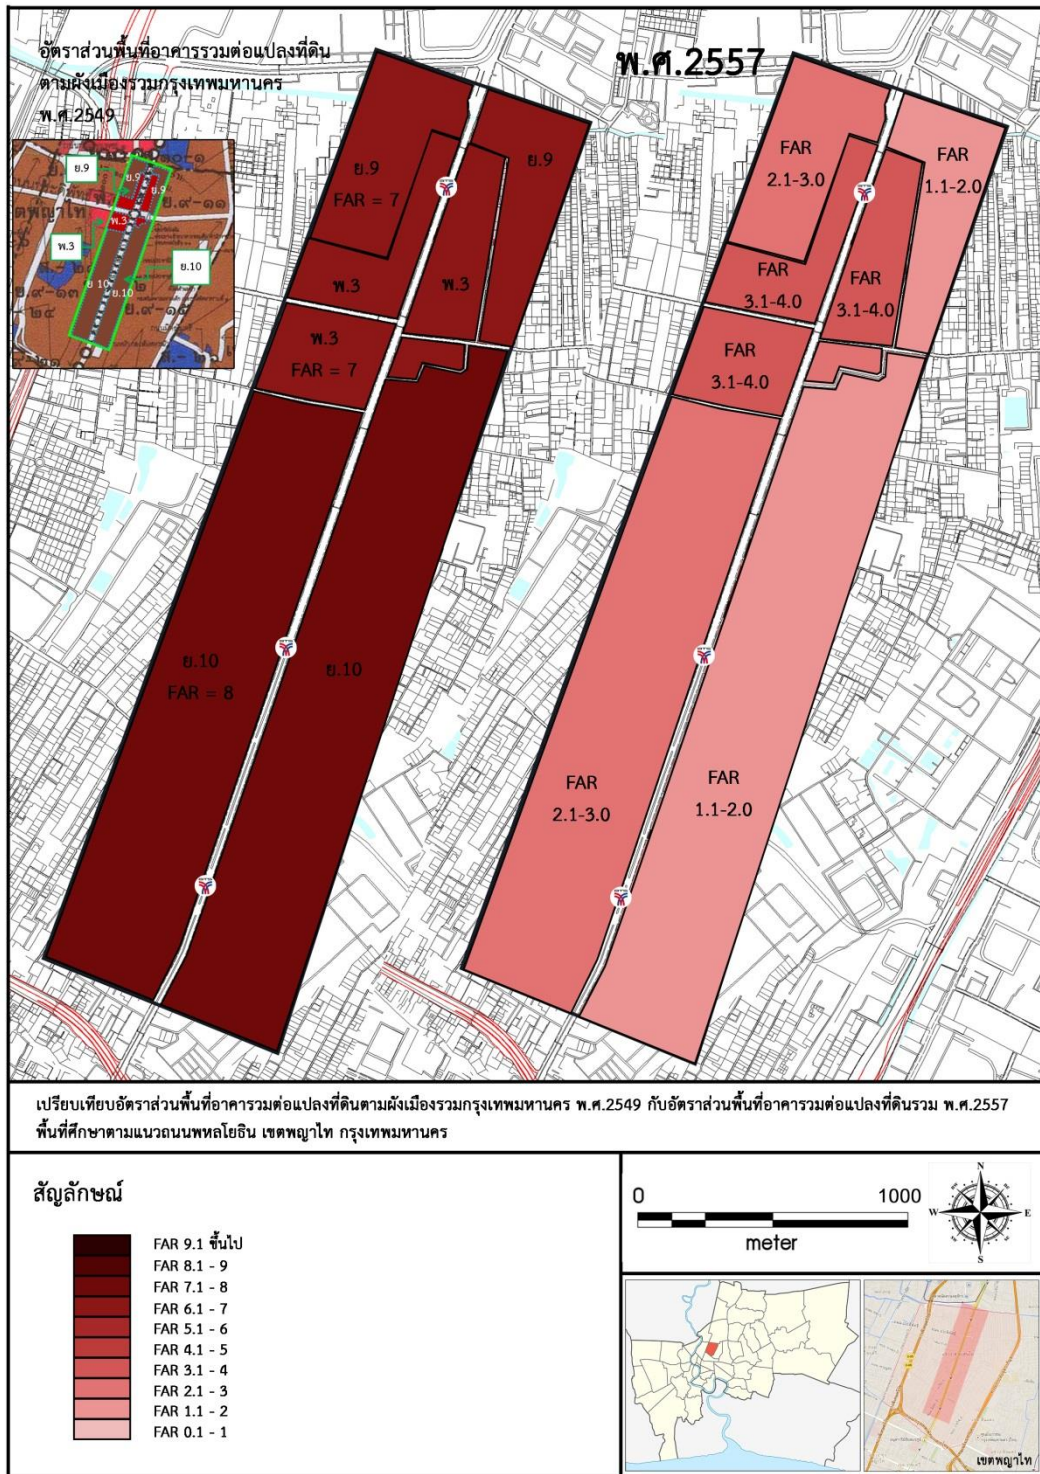 อัตราส่วนพื้นที่อาคารรวมต่อแปลงที่ดิน
ตามผังเมืองรวมกรุงเทพมหานคร
พ.ศ.2549
พ.ศ.2557
ย.9
ย.9
ย.9
พ.3
พ.3
ย.10
ย 10
ย.10
ย.9
FAR = 7
ย.9
พ.3
พ.3
พ.3
FAR = 7
ย.10
FAR = 8
ย.10
FAR
2.1-3.0
FAR
1.1-2.0
FAR
3.1-4.0
FAR
3.1-4.0
FAR
3.1-4.0
FAR
2.1-3.0
FAR
1.1-2.0
เปรียบเทียบอัตราส่วนพื้นที่อาคารวมต่อแปลงที่ดินตามผังเมืองรวมกรุงเทพมหานคร พ.ศ.2549 กับอัตราส่วนพื้นที่อาคารวมต่อแปลงที่ดินรวม พ.ศ.2557
พื้นที่ศึกษาตามแนวถนนพหลโยธิน เขตพญาไท กรุงเทพมหานคร
สัญลักษณ์
FAR 9.1 ขึ้นไป
FAR 8.1 - 9
FAR 7.1 - 8
FAR 6.1 - 7
FAR 5.1 - 6
FAR 4.1 - 5
FAR 3.1 - 4
FAR 2.1 - 3
FAR 1.1 - 2
FAR 0.1 - 1
0 1000
meter
N
W E
S
เขตพญาไท